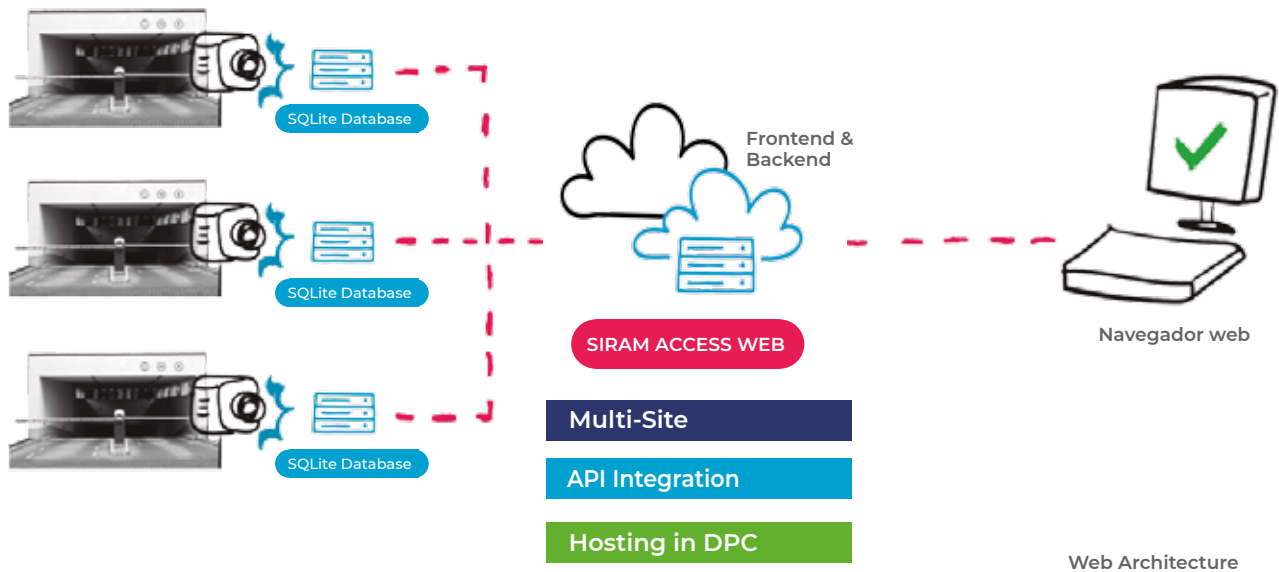 SQLite Database
SQLite Database
SQLite Database
Frontend &
Backend
SIRAM ACCESS WEB
Multi-Site
API Integration
Hosting in DPC
Navegador web
Web Architecture